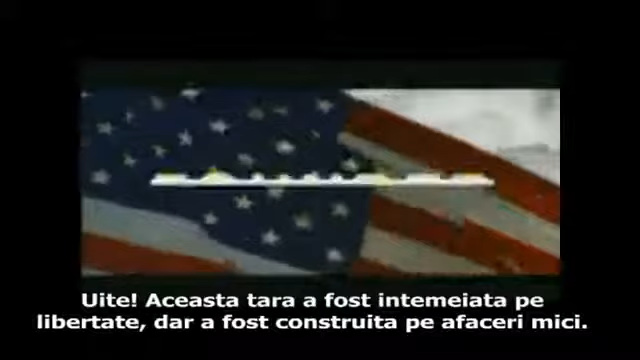 Uite! Aceasta tara a fost intemeiata pe
libertate, dar a fost construita pe afaceri mici.